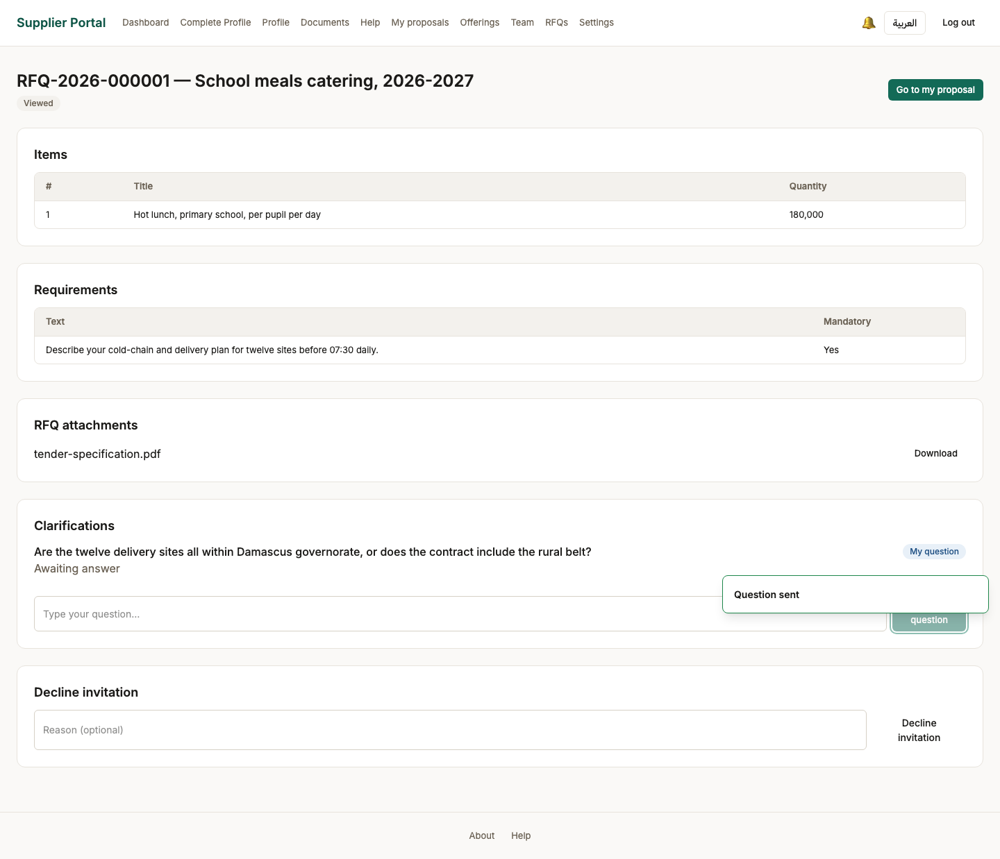 Supplier Portal
Dashboard
Complete Profile
Profile
Documents
Help
My proposals
Offerings
Team
RFQs
Settings
العربية
Log out
RFQ-2026-000001 — School meals catering, 2026-2027
Viewed
Go to my proposal
Items
# Title Quantity
1 Hot lunch, primary school, per pupil per day 180,000
Requirements
Text Mandatory
Describe your cold-chain and delivery plan for twelve sites before 07:30 daily. Yes
RFQ attachments
tender-specification.pdf
Download
Clarifications
Are the twelve delivery sites all within Damascus governorate, or does the contract include the rural belt?
My question
Awaiting answer
Question sent
Type your question...
question
Decline invitation
Reason (optional)
Decline
invitation
About
Help